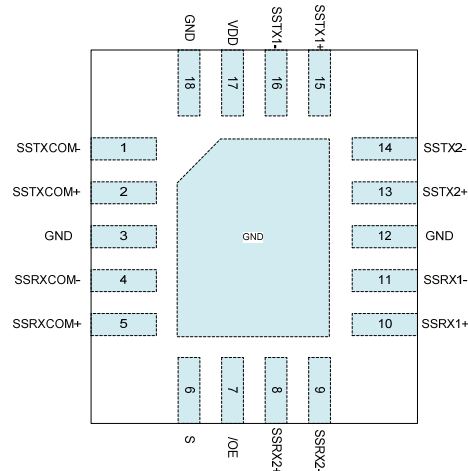 GND VDD SSTX1- SSTX1+
18 17 16 15
SSTXCOM- 1 14 SSTX2-
SSTXCOM+ 2 13 SSTX2+
GND 3 GND 12 GND
SSRXCOM- 4 11 SSRX1-
SSRXCOM+ 5 10 SSRX1+
6 7 8 9
S /OE SSRX2+ SSRX2-